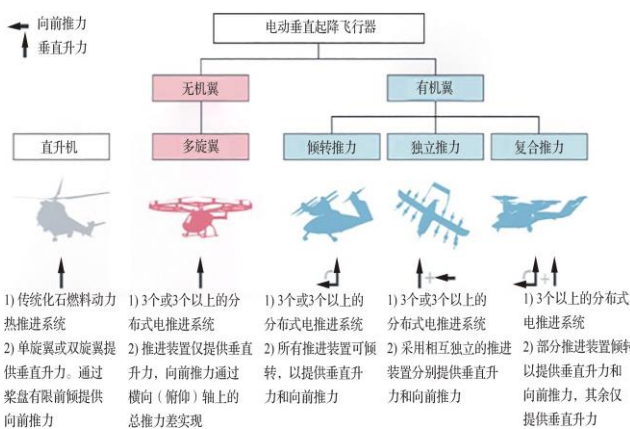 向前推力
垂直升力
电动垂直起降飞行器
无机翼
有机翼
直升机
多旋翼
倾转推力
独立推力
复合推力
1) 传统化石燃料动力
热推进系统
2) 单旋翼或双旋翼提
供垂直升力。通过
桨盘有限前倾提供
向前推力
1) 3个或3个以上的分
布式电推进系统
2) 推进装置仅提供垂直
升力，向前推力通过
横向（俯仰）轴上的
总推力差实现
1) 3个或3个以上的
分布式电推进系统
2) 所有推进装置可倾
转，以提供垂直升
力和向前推力
1) 3个或3个以上的
分布式电推进系统
2) 采用相互独立的推进
装置分别提供垂直升
力和向前推力
1) 3个以上的分布式
电推进系统
2) 部分推进装置倾转
以提供垂直升力和
向前推力，其余仅
提供垂直升力